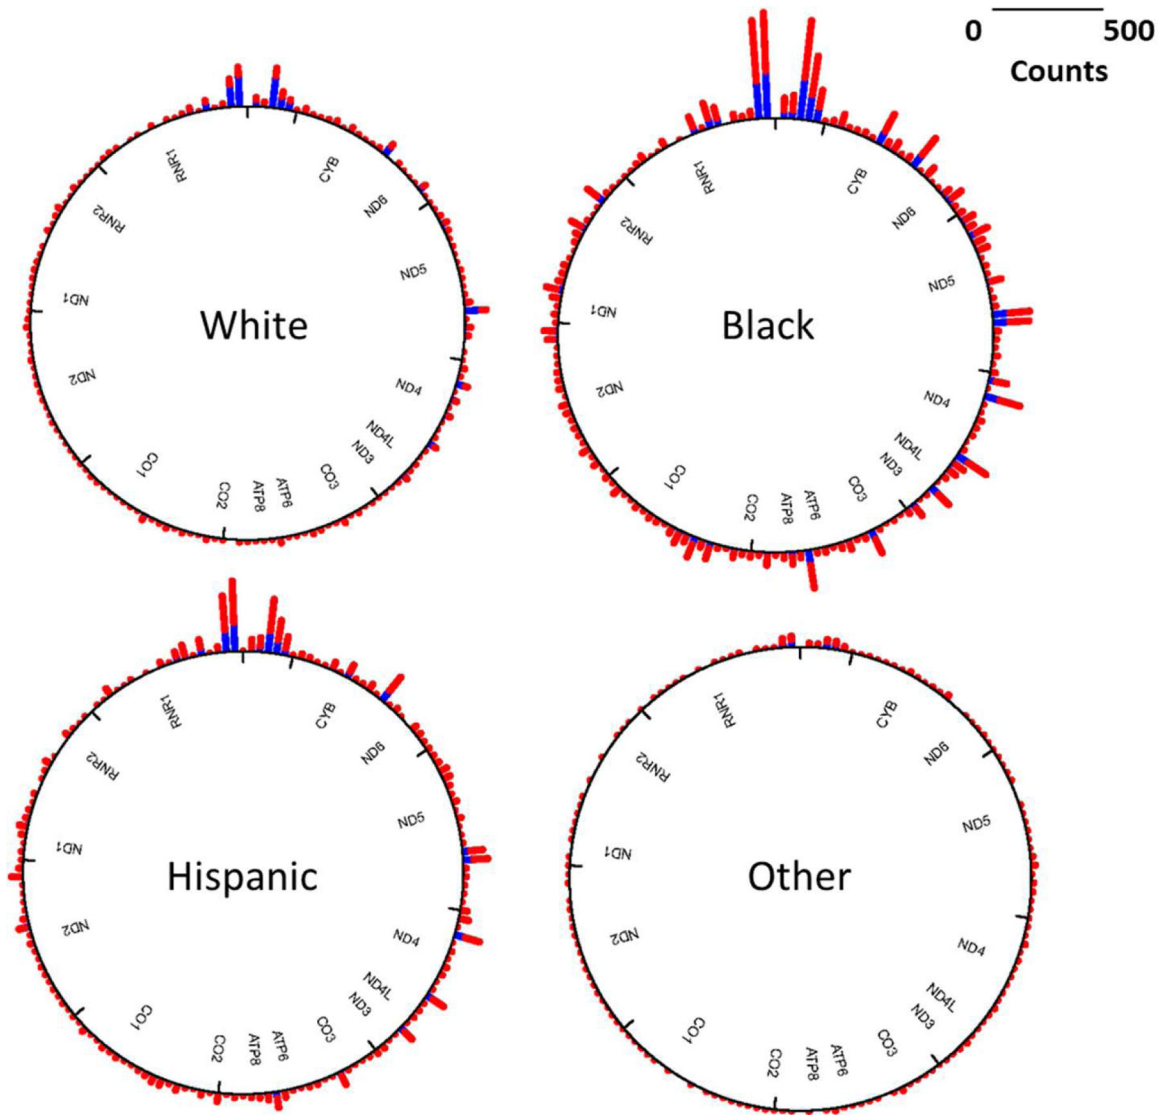 0 500
Counts
RNR1
CYB
RNR2
ND6
ND1
White
ND5
ND2
ND4
ND4L
ND3
CO1
CO2
ATP8
ATP6
CO3
RNR1
CYB
RNR2
ND6
ND1
Black
ND5
ND2
ND4
ND4L
ND3
CO1
CO2
ATP8
ATP6
CO3
RNR1
CYB
RNR2
ND6
ND1
Hispanic
ND5
ND2
ND4
ND4L
ND3
CO1
CO2
ATP8
ATP6
CO3
RNR1
CYB
RNR2
ND6
ND1
Other
ND5
ND2
ND4
ND4L
ND3
CO1
CO2
ATP8
ATP6
CO3